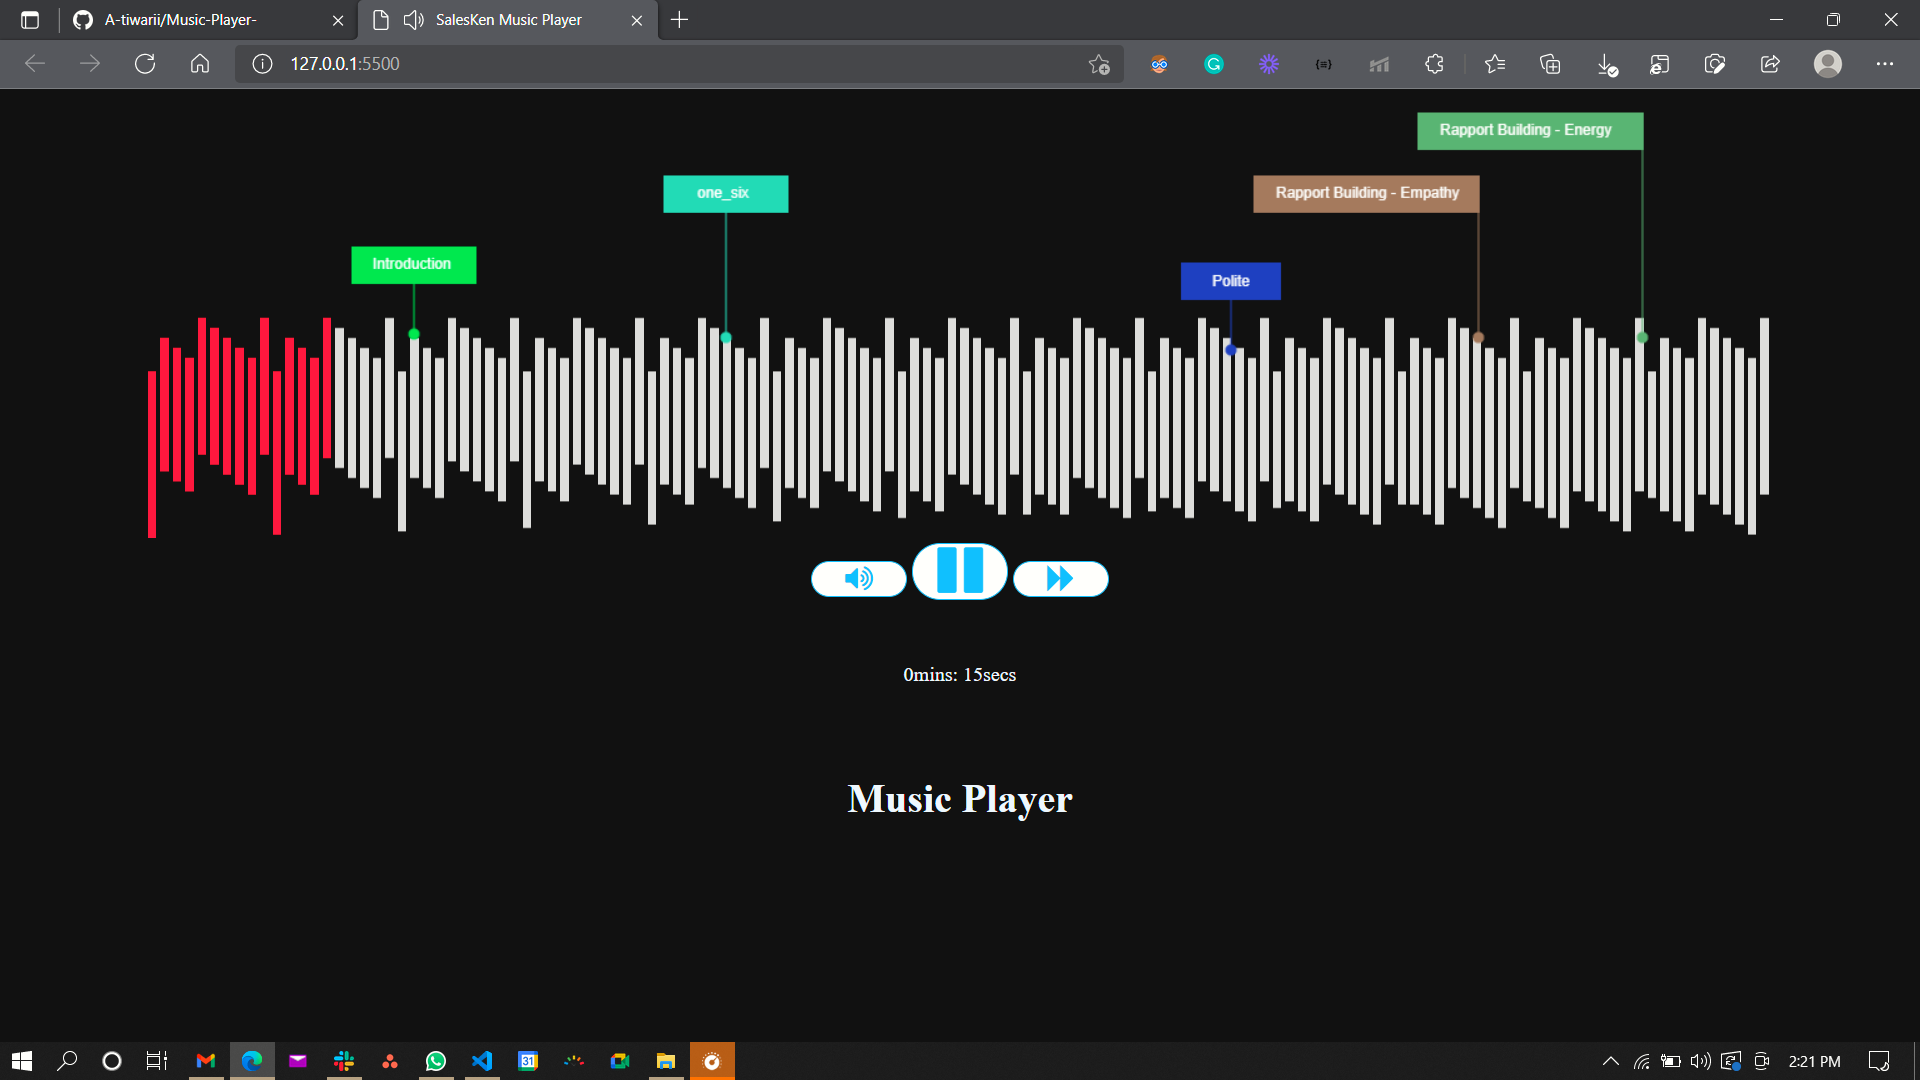 A-tiwarii/Music-Player-
SalesKen Music Player
127.0.0.1:5500
Rapport Building - Energy
one_six
Rapport Building - Empathy
Introduction
Polite
0mins: 15secs
Music Player
31
2:21 PM